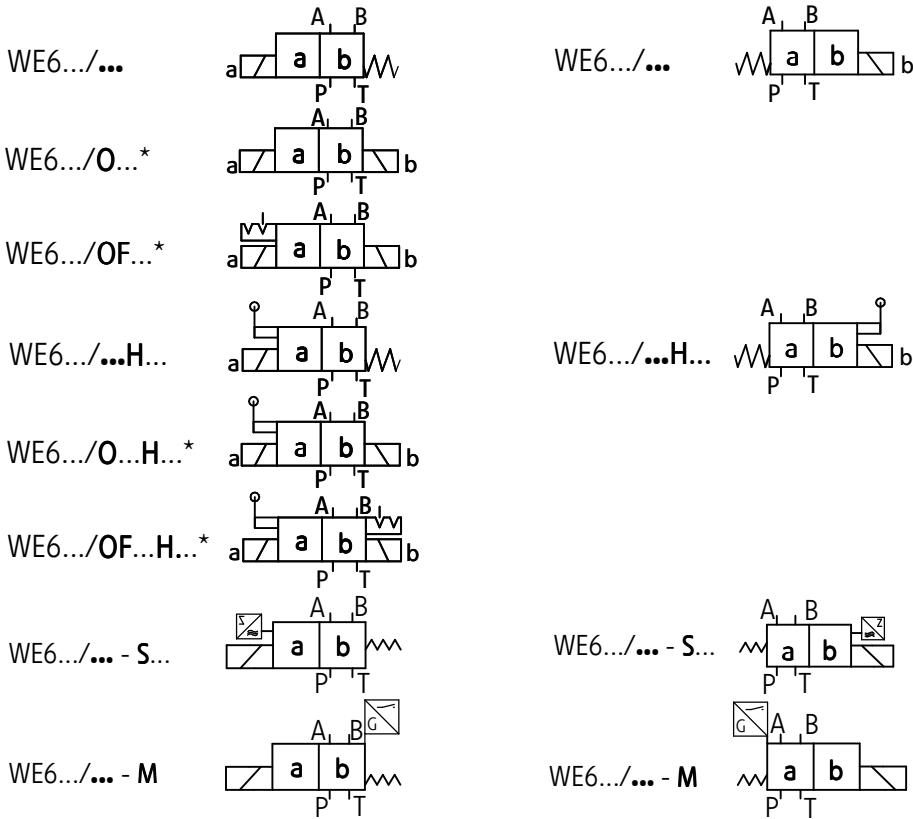 A B
WE6.../... a a b
P T
A B
WE6.../... a b b
P T
A B
WE6.../O...* a a b b
P T
A B
WE6.../OF...* a a b b
P T
A B
WE6.../...H... a a b
P T
A B
WE6.../...H... a b b
P T
A B
WE6.../O...H...* a a b b
P T
A B
WE6.../OF...H...* a a b b
P T
A B
WE6.../... - S... a b
P T
A B Z
WE6.../... - S... a b
P T
A B G
WE6.../... - M a b
P T
G A B
WE6.../... - M a b
P T